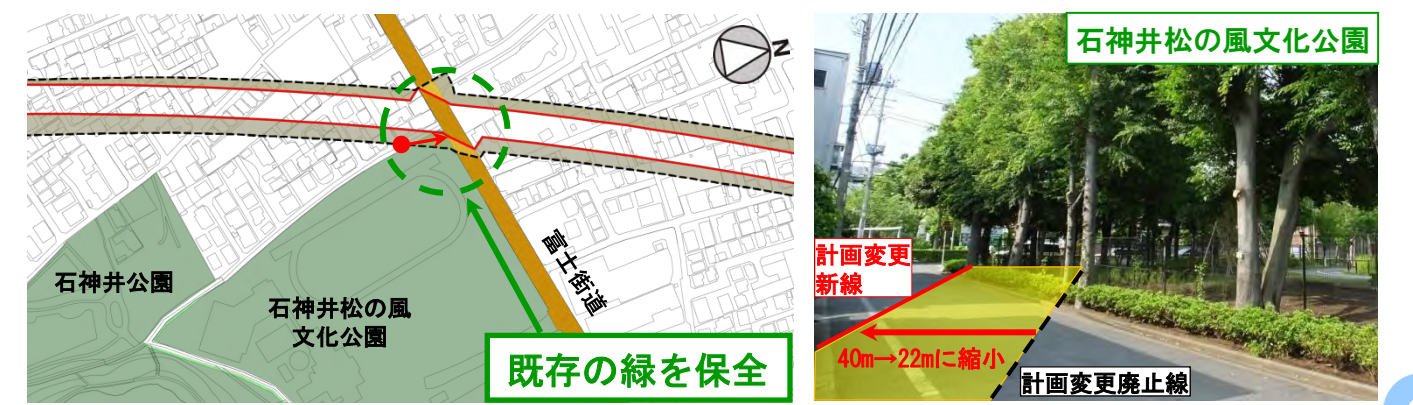 N
石神井公園
石神井松の風
文化公園
富士街道
既存の緑を保全
石神井松の風文化公園
計画変更
新線
40m→22mに縮小
計画変更廃止線